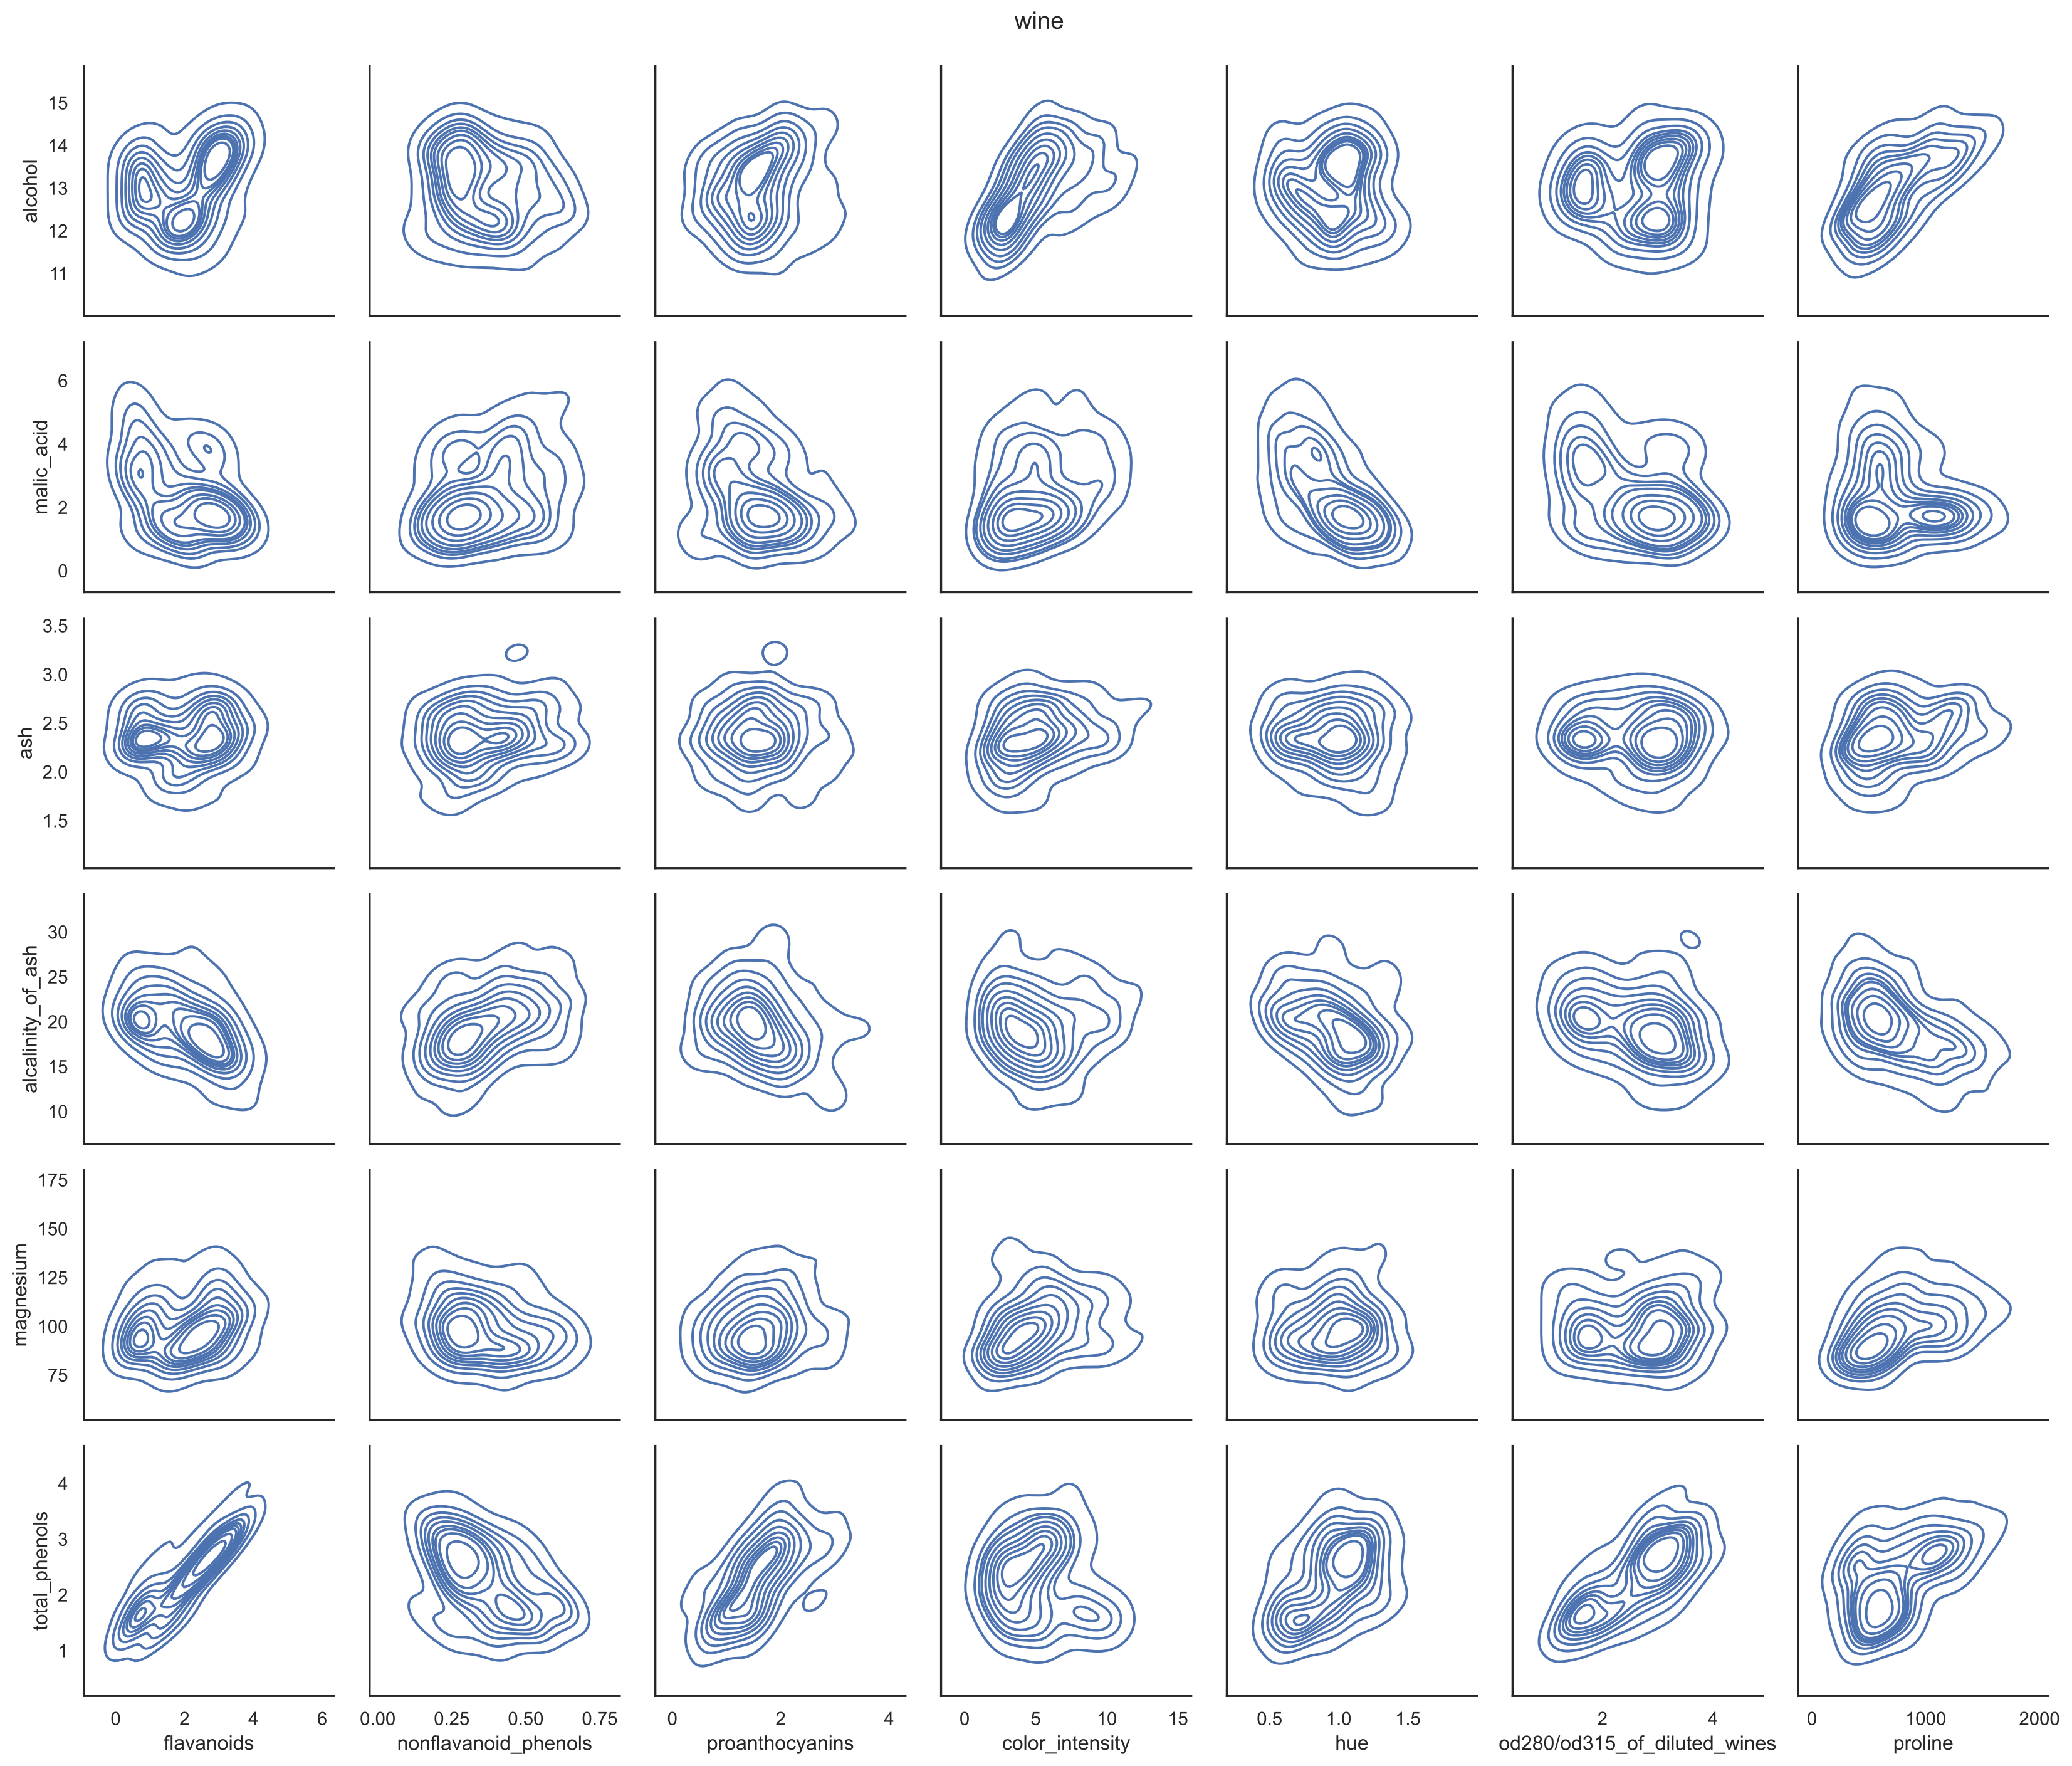 wine
15
14
13
12
11
alcohol
6
4
2
0
malic_acid
3.5
3.0
2.5
2.0
1.5
ash
30
25
20
15
10
alcalinity_of_ash
175
150
125
100
75
magnesium
4
3
2
1
total_phenols
0 2 4 6
0.00 0.25 0.50 0.75
0 2 4
0 5 10 15
0.5 1.0 1.5
2 4
0 1000 2000
flavanoids
nonflavanoid_phenols
proanthocyanins
color_intensity
hue
od280/od315_of_diluted_wines
proline